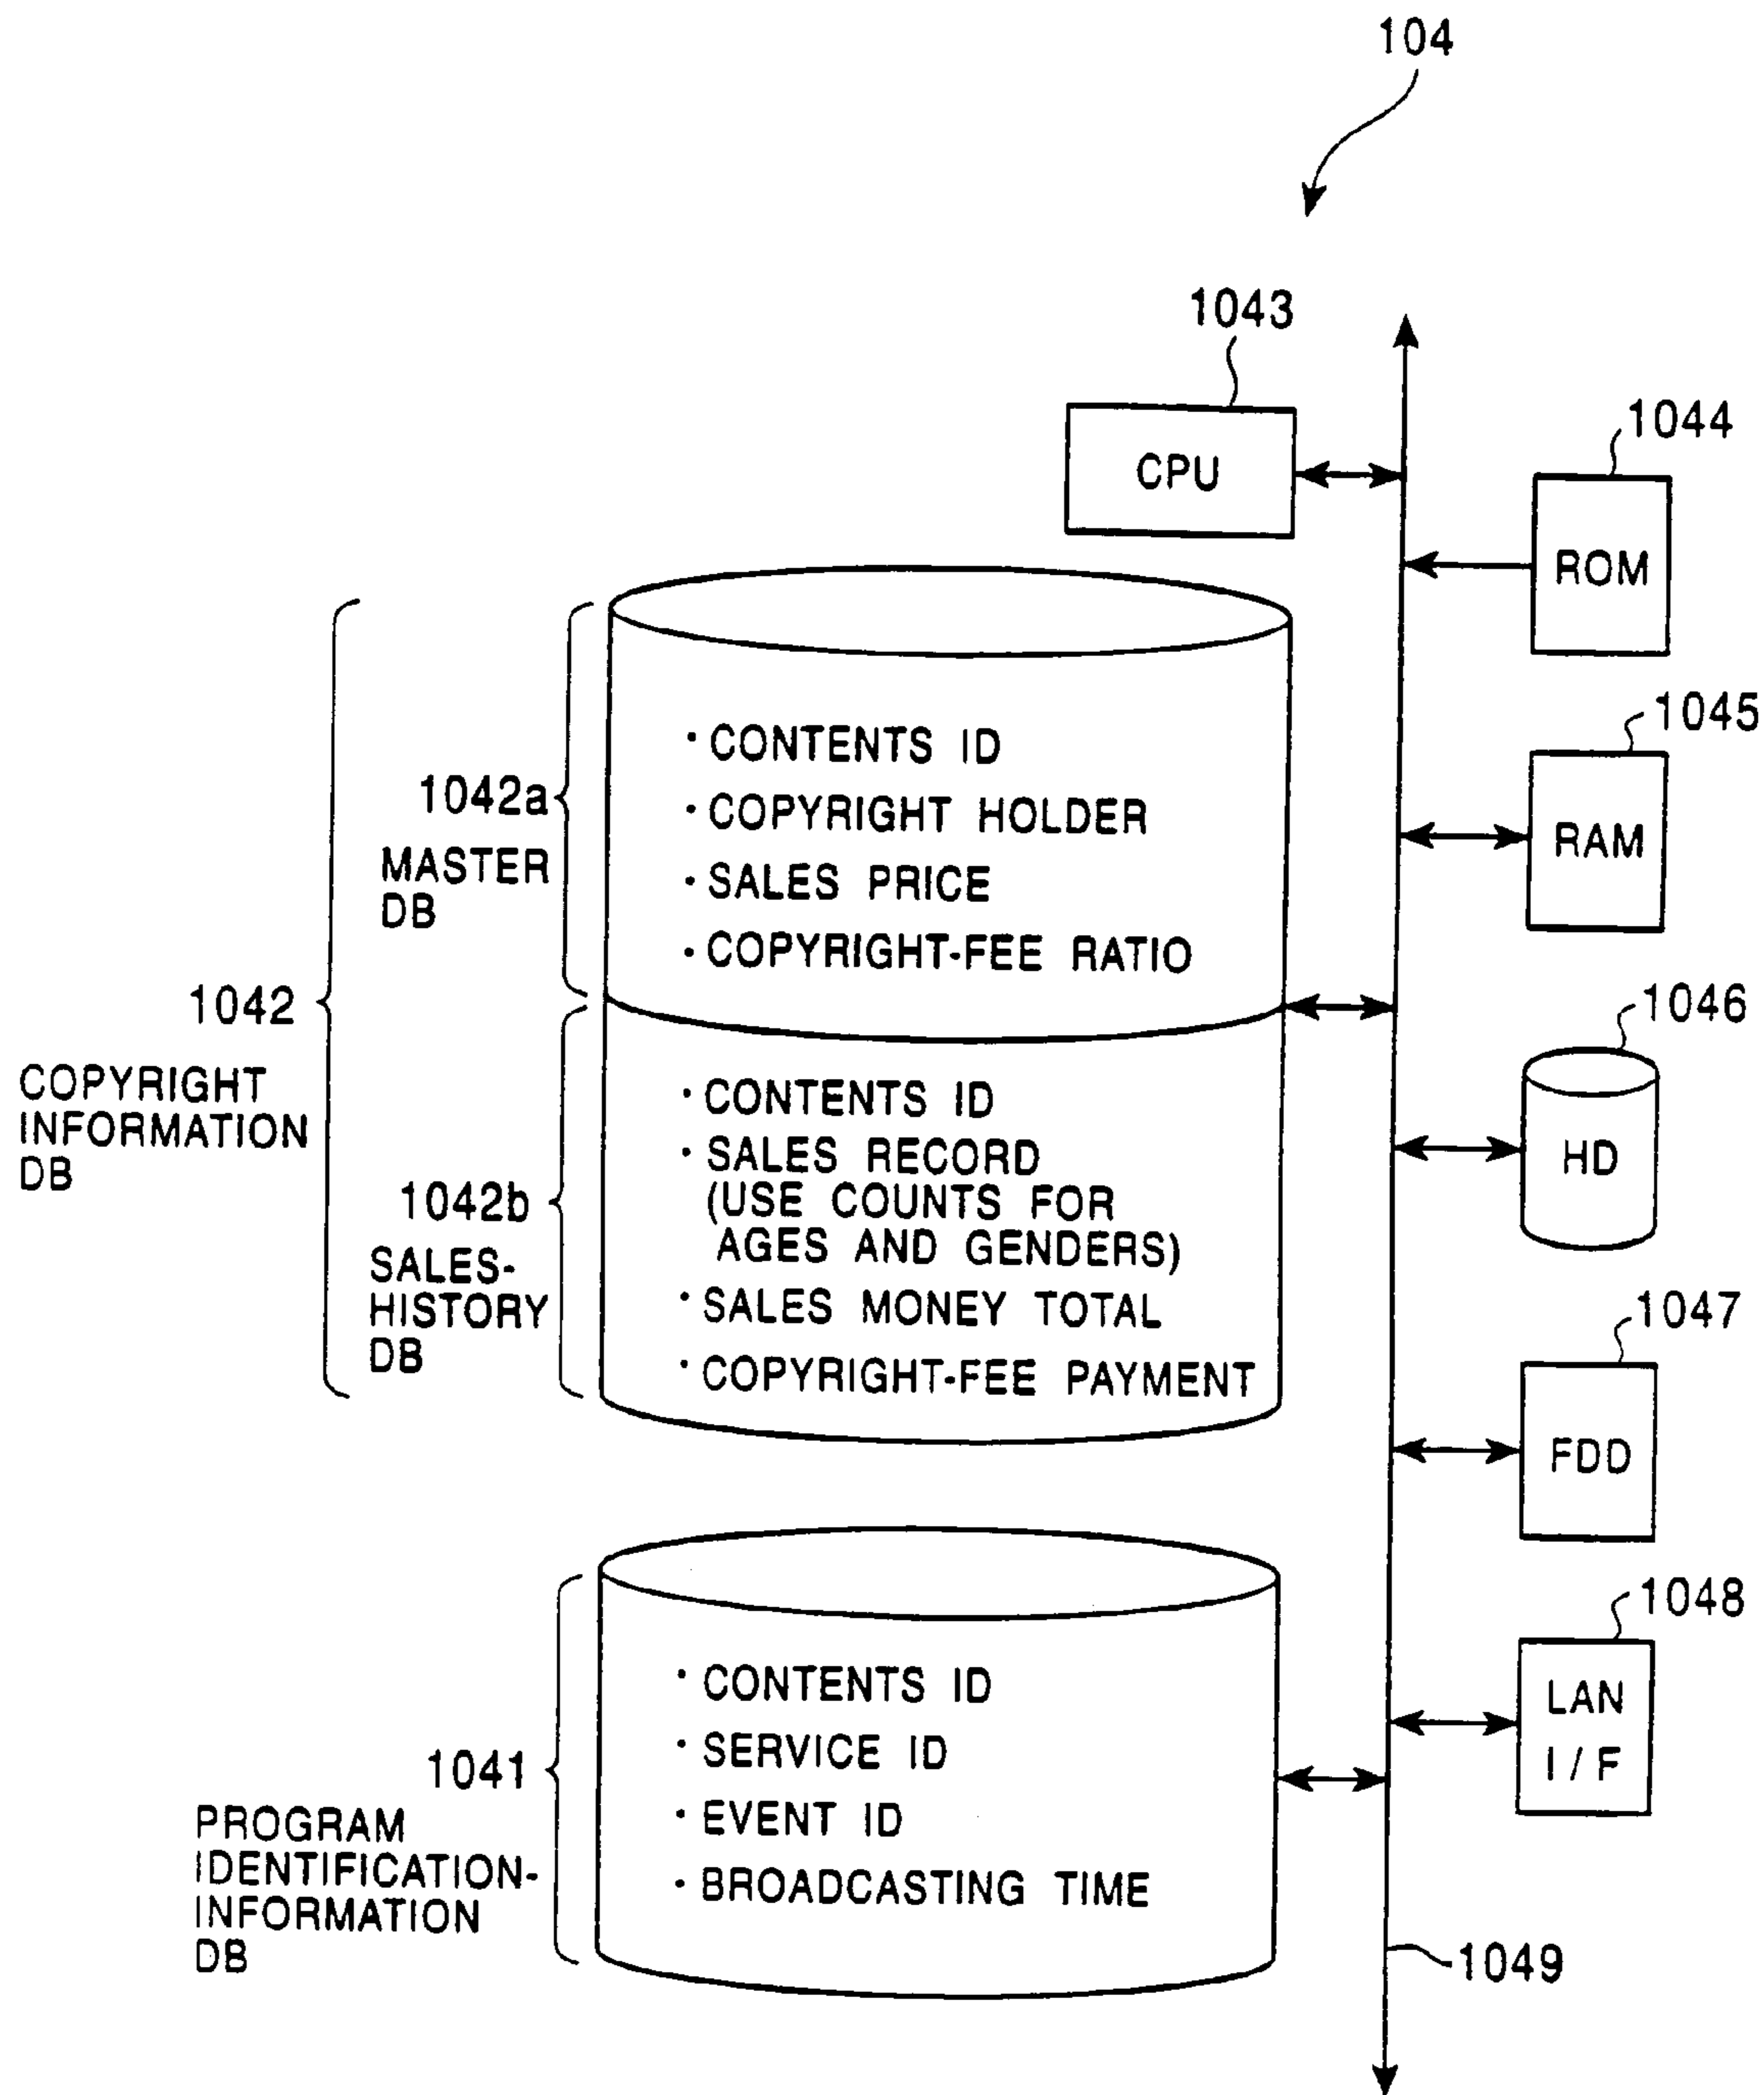 104
1043
CPU
1044
ROM
1045
RAM
1042a
MASTER
DB
· CONTENTS ID
· COPYRIGHT HOLDER
· SALES PRICE
· COPYRIGHT-FEE RATIO
1042
COPYRIGHT
INFORMATION
DB
1042b
SALES-
HISTORY
DB
· CONTENTS ID
· SALES RECORD
(USE COUNTS FOR
AGES AND GENDERS)
· SALES MONEY TOTAL
· COPYRIGHT-FEE PAYMENT
1046
HD
1047
FDD
1048
LAN
I/F
1041
PROGRAM
IDENTIFICATION-
INFORMATION
DB
· CONTENTS ID
· SERVICE ID
· EVENT ID
· BROADCASTING TIME
1049